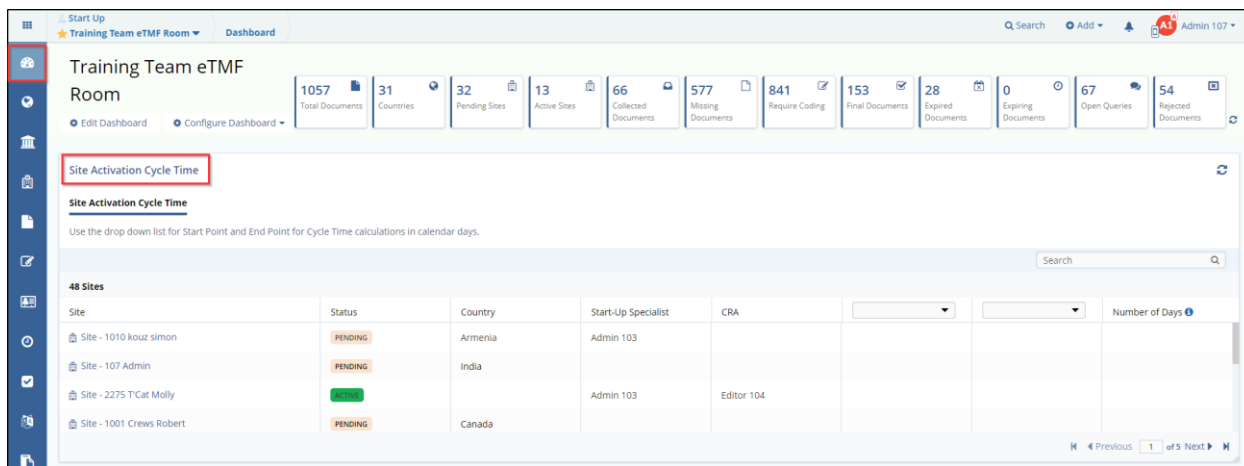 Start Up
Training Team eTMF Room
Dashboard
Search
Add
A
A1
Admin 107
Training Team eTMF
Room
Edit Dashboard
Configure Dashboard
1057
Total Documents
31
Countries
32
Pending Sites
13
Active Sites
66
Collected
Documents
577
Missing
Documents
841
Require Coding
153
Final Documents
28
Expired
Documents
0
Expiring
Documents
67
Open Queries
54
Rejected
Documents
Site Activation Cycle Time
Site Activation Cycle Time
Use the drop down list for Start Point and End Point for Cycle Time calculations in calendar days.
Search
48 Sites
Site Status Country Start-Up Specialist CRA Number of Days
Site - 1010 kouz simon PENDING Armenia Admin 103
Site - 107 Admin PENDING India
Site - 2275 T'Cat Molly ACTIVE Admin 103 Editor 104
Site - 1001 Crews Robert PENDING Canada
Previous 1 of 5 Next